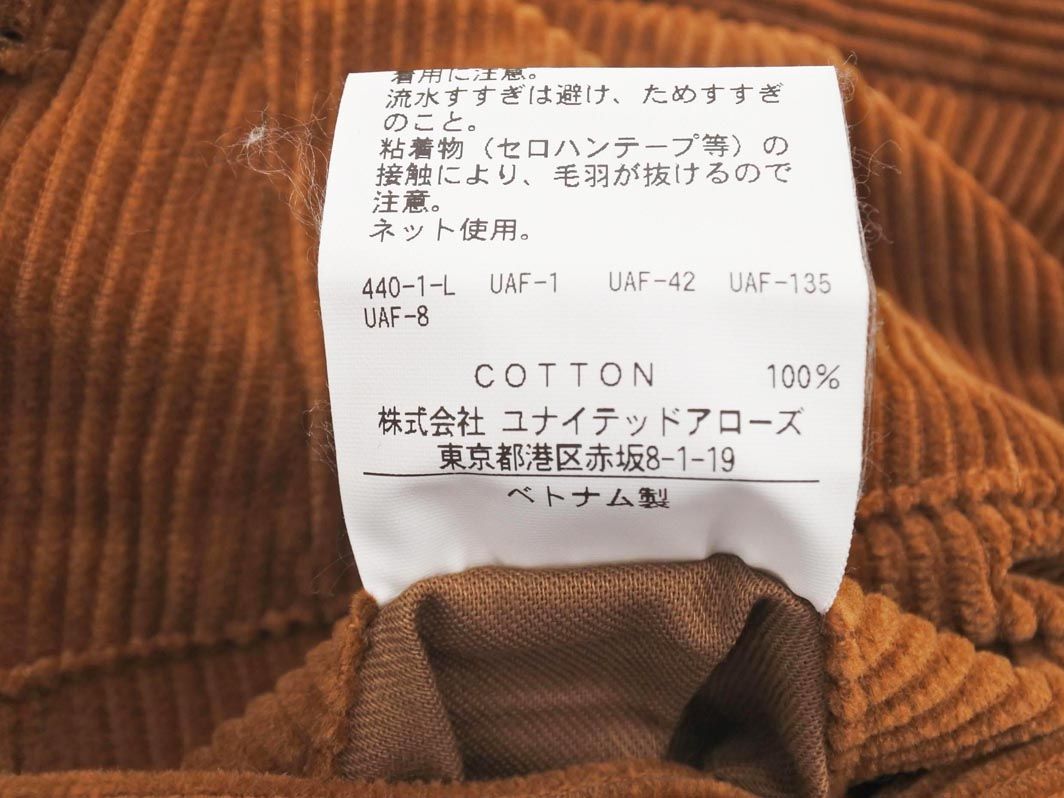 着用に注意。
流水すすぎは避け、ためすすぎ
のこと。
粘着物（セロハンテープ等）の
接触により、毛羽が抜けるので
注意。
ネット使用。
440-1-L UAF-1 UAF-42 UAF-135
UAF-8
COTTON 100%
株式会社 ユナイテッドアローズ
東京都港区赤坂8-1-19
ベトナム製